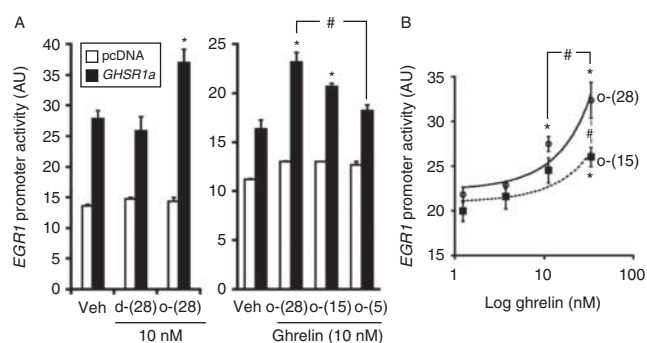 A
B
#
40
35
30
25
20
15
10
5
0
EGR1 promoter activity (AU)
pcDNA
GHSR1a
*
Veh d-(28) o-(28)
10 nM
25
20
15
10
5
0
*
*
Veh o-(28) o-(15) o-(5)
Ghrelin (10 nM)
EGR1 promoter activity (AU)
35
30
25
20
15
#
*
*
o-(28)
#
o-(15)
*
1 10 100
Log ghrelin (nM)